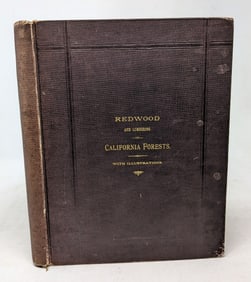 REDWOOD
AND LUMBERING
IN
CALIFORNIA FORESTS.
WITH ILLUSTRATIONS.